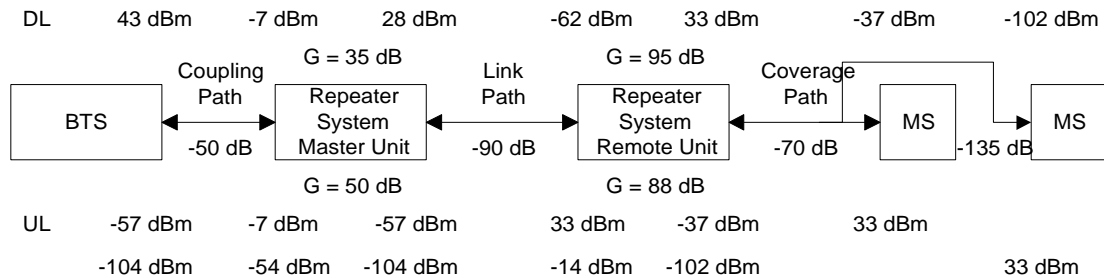 DL 43 dBm -7 dBm 28 dBm -62 dBm 33 dBm -37 dBm -102 dBm
G = 35 dB G = 95 dB
Coupling Path
Link Path
Coverage Path
BTS
Repeater System Master Unit
Repeater System Remote Unit
MS
MS
-50 dB -90 dB -70 dB -135 dB
G = 50 dB G = 88 dB
UL -57 dBm -7 dBm -57 dBm 33 dBm -37 dBm 33 dBm
-104 dBm -54 dBm -104 dBm -14 dBm -102 dBm 33 dBm